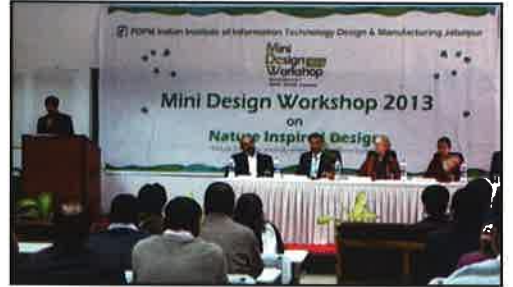 PDPM Indian Institute of Information Technology Design & Manufacturing Jabalpur
Mini
Design
Workshop
Mini Design Workshop 2013
on
Nature Inspired Design